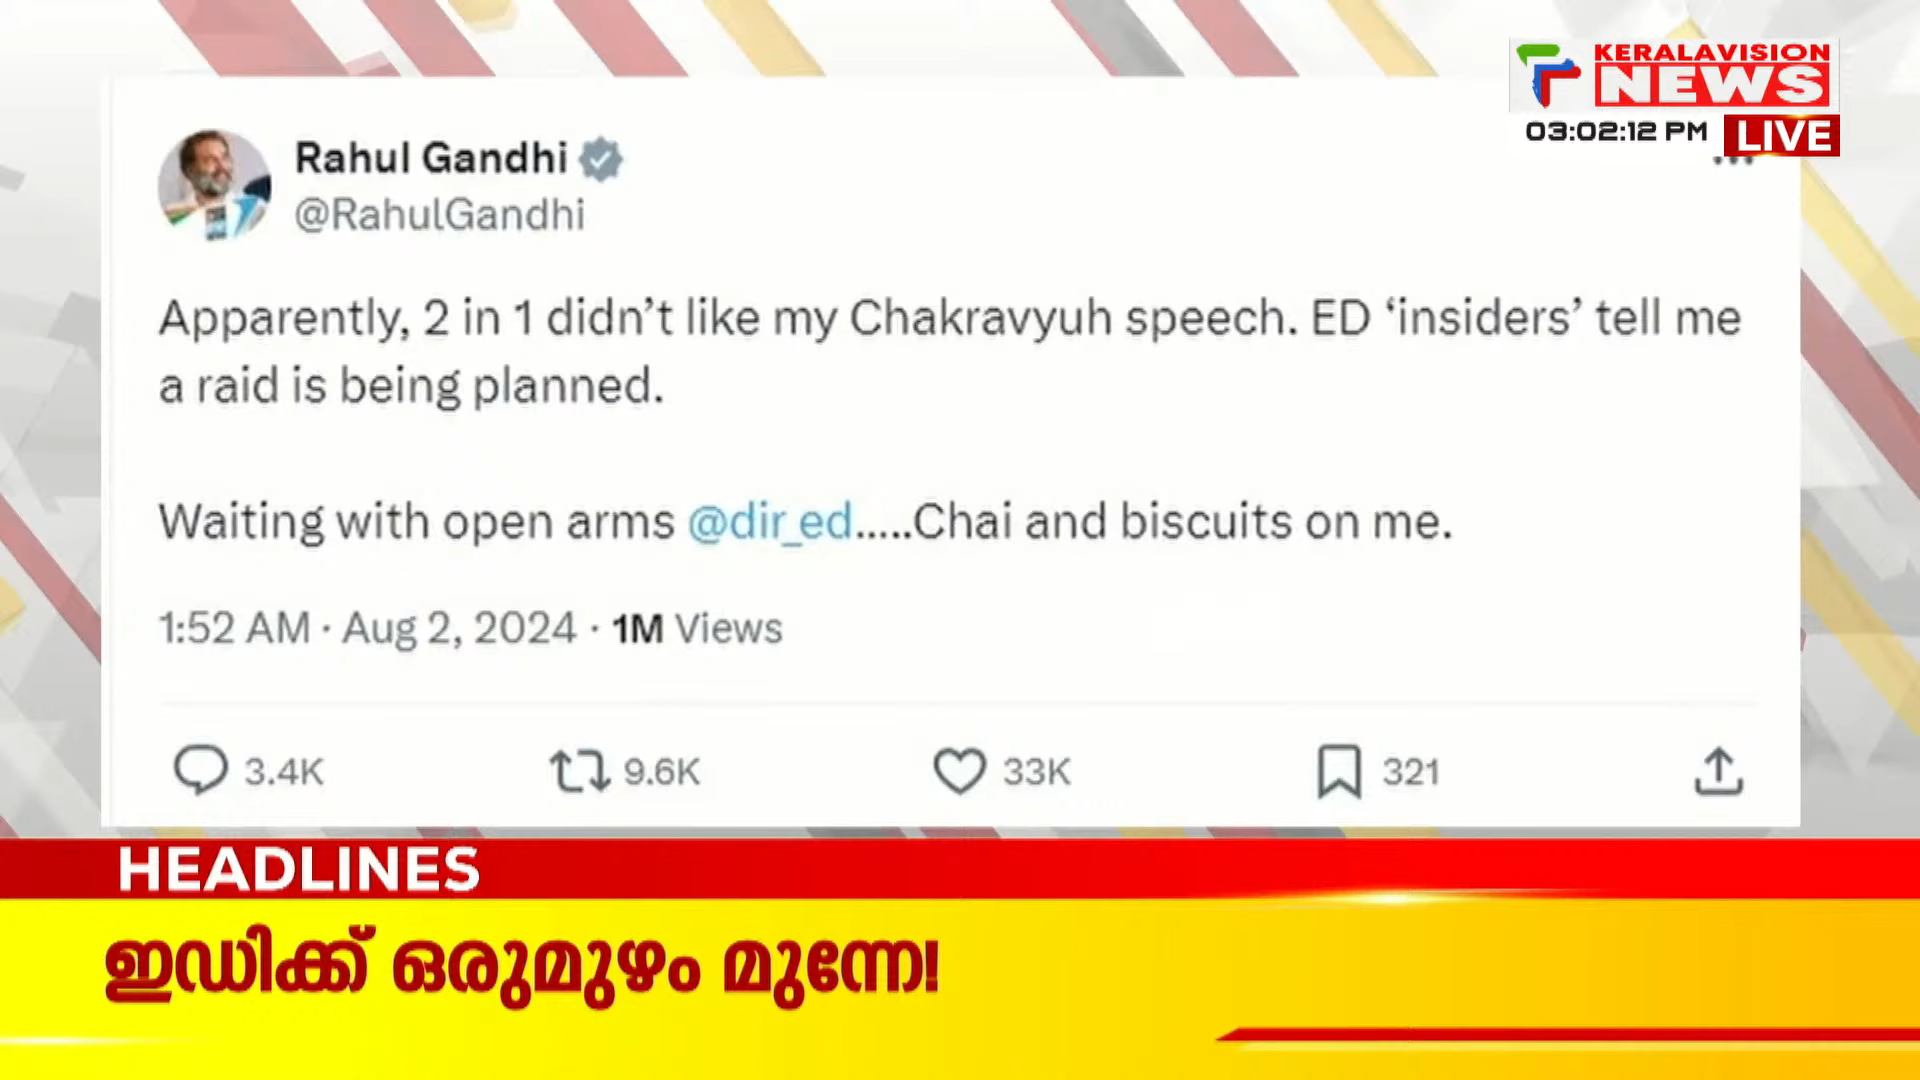 KERALAVISION
NEWS
03:02:12 PM LIVE
Rahul Gandhi
@RahulGandhi
Apparently, 2 in 1 didn’t like my Chakravyuh speech. ED ‘insiders’ tell me
a raid is being planned.
Waiting with open arms @dir_ed.....Chai and biscuits on me.
1:52 AM · Aug 2, 2024 · 1M Views
3.4K 9.6K 33K 321
HEADLINES
ഇഡിക്ക് ഒരുമുഴം മുന്നേ!